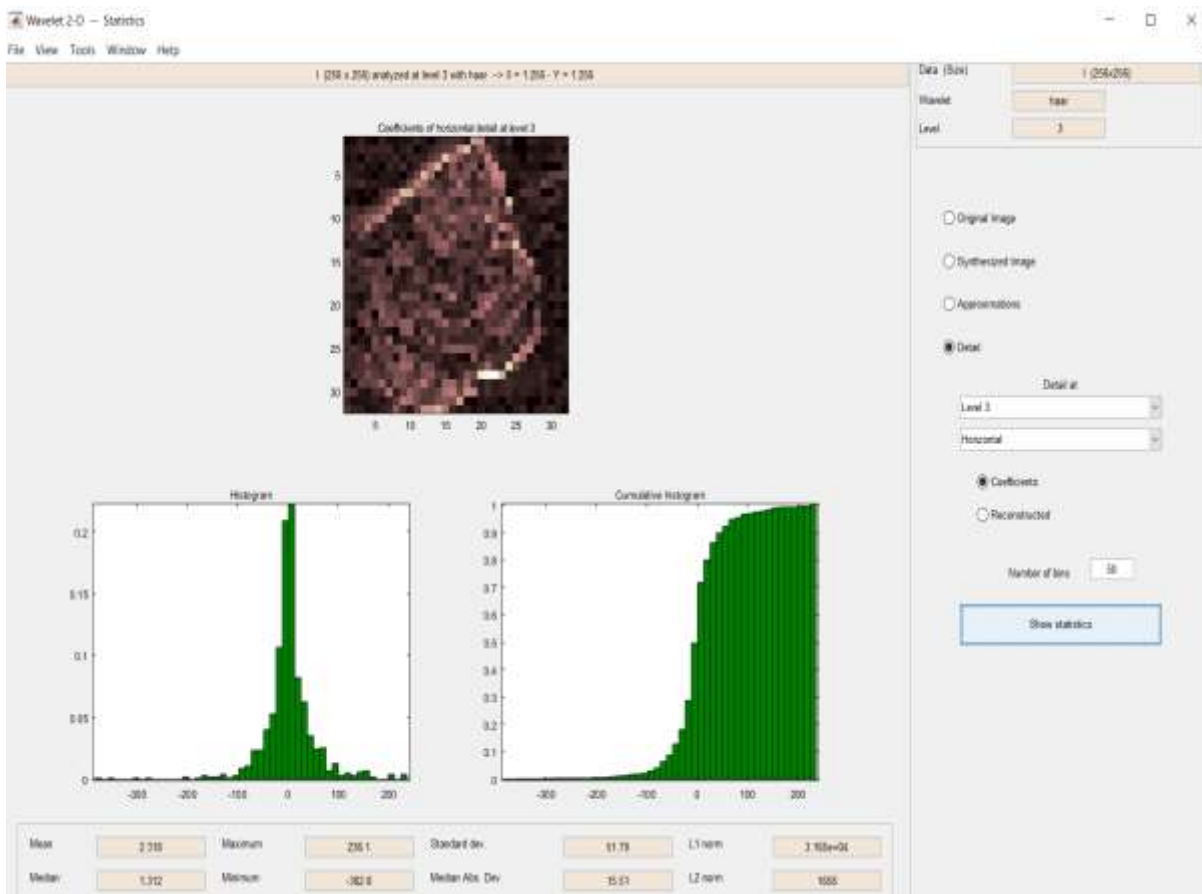 Wavelet 2-D -- Statistics
File View Tools Window Help
I (256 x 256) analyzed at level 3 with haar --> X = 1:256 - Y = 1:256
Data (Size)
I (256x256)
Wavelet
haar
Level
3
Coefficients of horizontal detail at level 3
5
10
15
20
25
30
5 10 15 20 25 30
Original Image
Synthesized Image
Approximations
Detail
Detail at
Level 3
Horizontal
Coefficients
Reconstructed
Number of bins 50
Show statistics
Histogram
0.2
0.15
0.1
0.05
0
-300 -200 -100 0 100 200
Cumulative histogram
1
0.9
0.8
0.7
0.6
0.5
0.4
0.3
0.2
0.1
0
-300 -200 -100 0 100 200
Mean Maximum Standard dev. 51.79 L1 norm
Median 1.312 Minimum Median Abs. Dev. 15.51 L2 norm